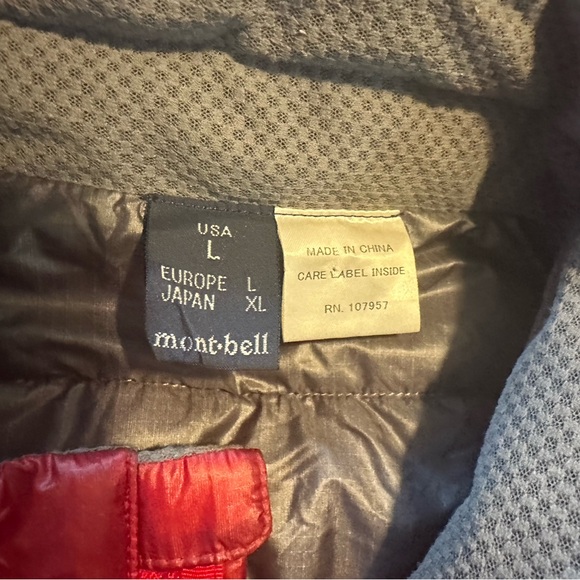 USA
L
EUROPE L
JAPAN XL
mont•bell
MADE IN CHINA
CARE LABEL INSIDE
RN. 107957